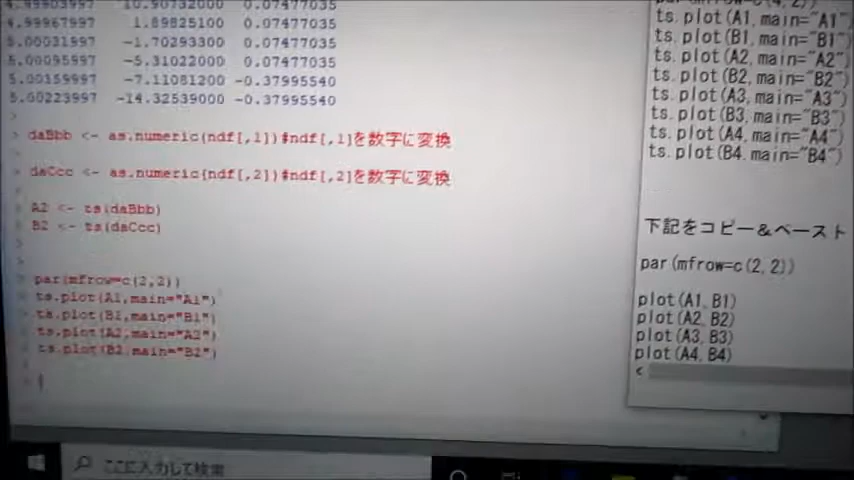 4.99903997 10.90732000 0.07477035
4.99967997 1.89825100 0.07477035
5.00031997 -1.70293300 0.07477035
5.00095997 -5.31022000 0.07477035
5.00159997 -7.11081200 -0.37995540
5.00223997 -14.32539000 -0.37995540
>
> daBbb <- as.numeric(ndf[,1])#ndf[,1]を数字に変換
>
> daCcc <- as.numeric(ndf[,2])#ndf[,2]を数字に変換
>
> A2 <- ts(daBbb)
> B2 <- ts(daCcc)
>
>
> par(mfrow=c(2,2))
> ts.plot(A1,main="A1")
> ts.plot(B1,main="B1")
> ts.plot(A2,main="A2")
> ts.plot(B2,main="B2")
>
>
ts.plot(A1,main="A1")
ts.plot(B1,main="B1")
ts.plot(A2,main="A2")
ts.plot(B2,main="B2")
ts.plot(A3,main="A3")
ts.plot(B3,main="B3")
ts.plot(A4,main="A4")
ts.plot(B4,main="B4")
下記をコピー&ペースト
par(mfrow=c(2,2))
plot(A1,B1)
plot(A2,B2)
plot(A3,B3)
plot(A4,B4)
<
ここに入力して検索